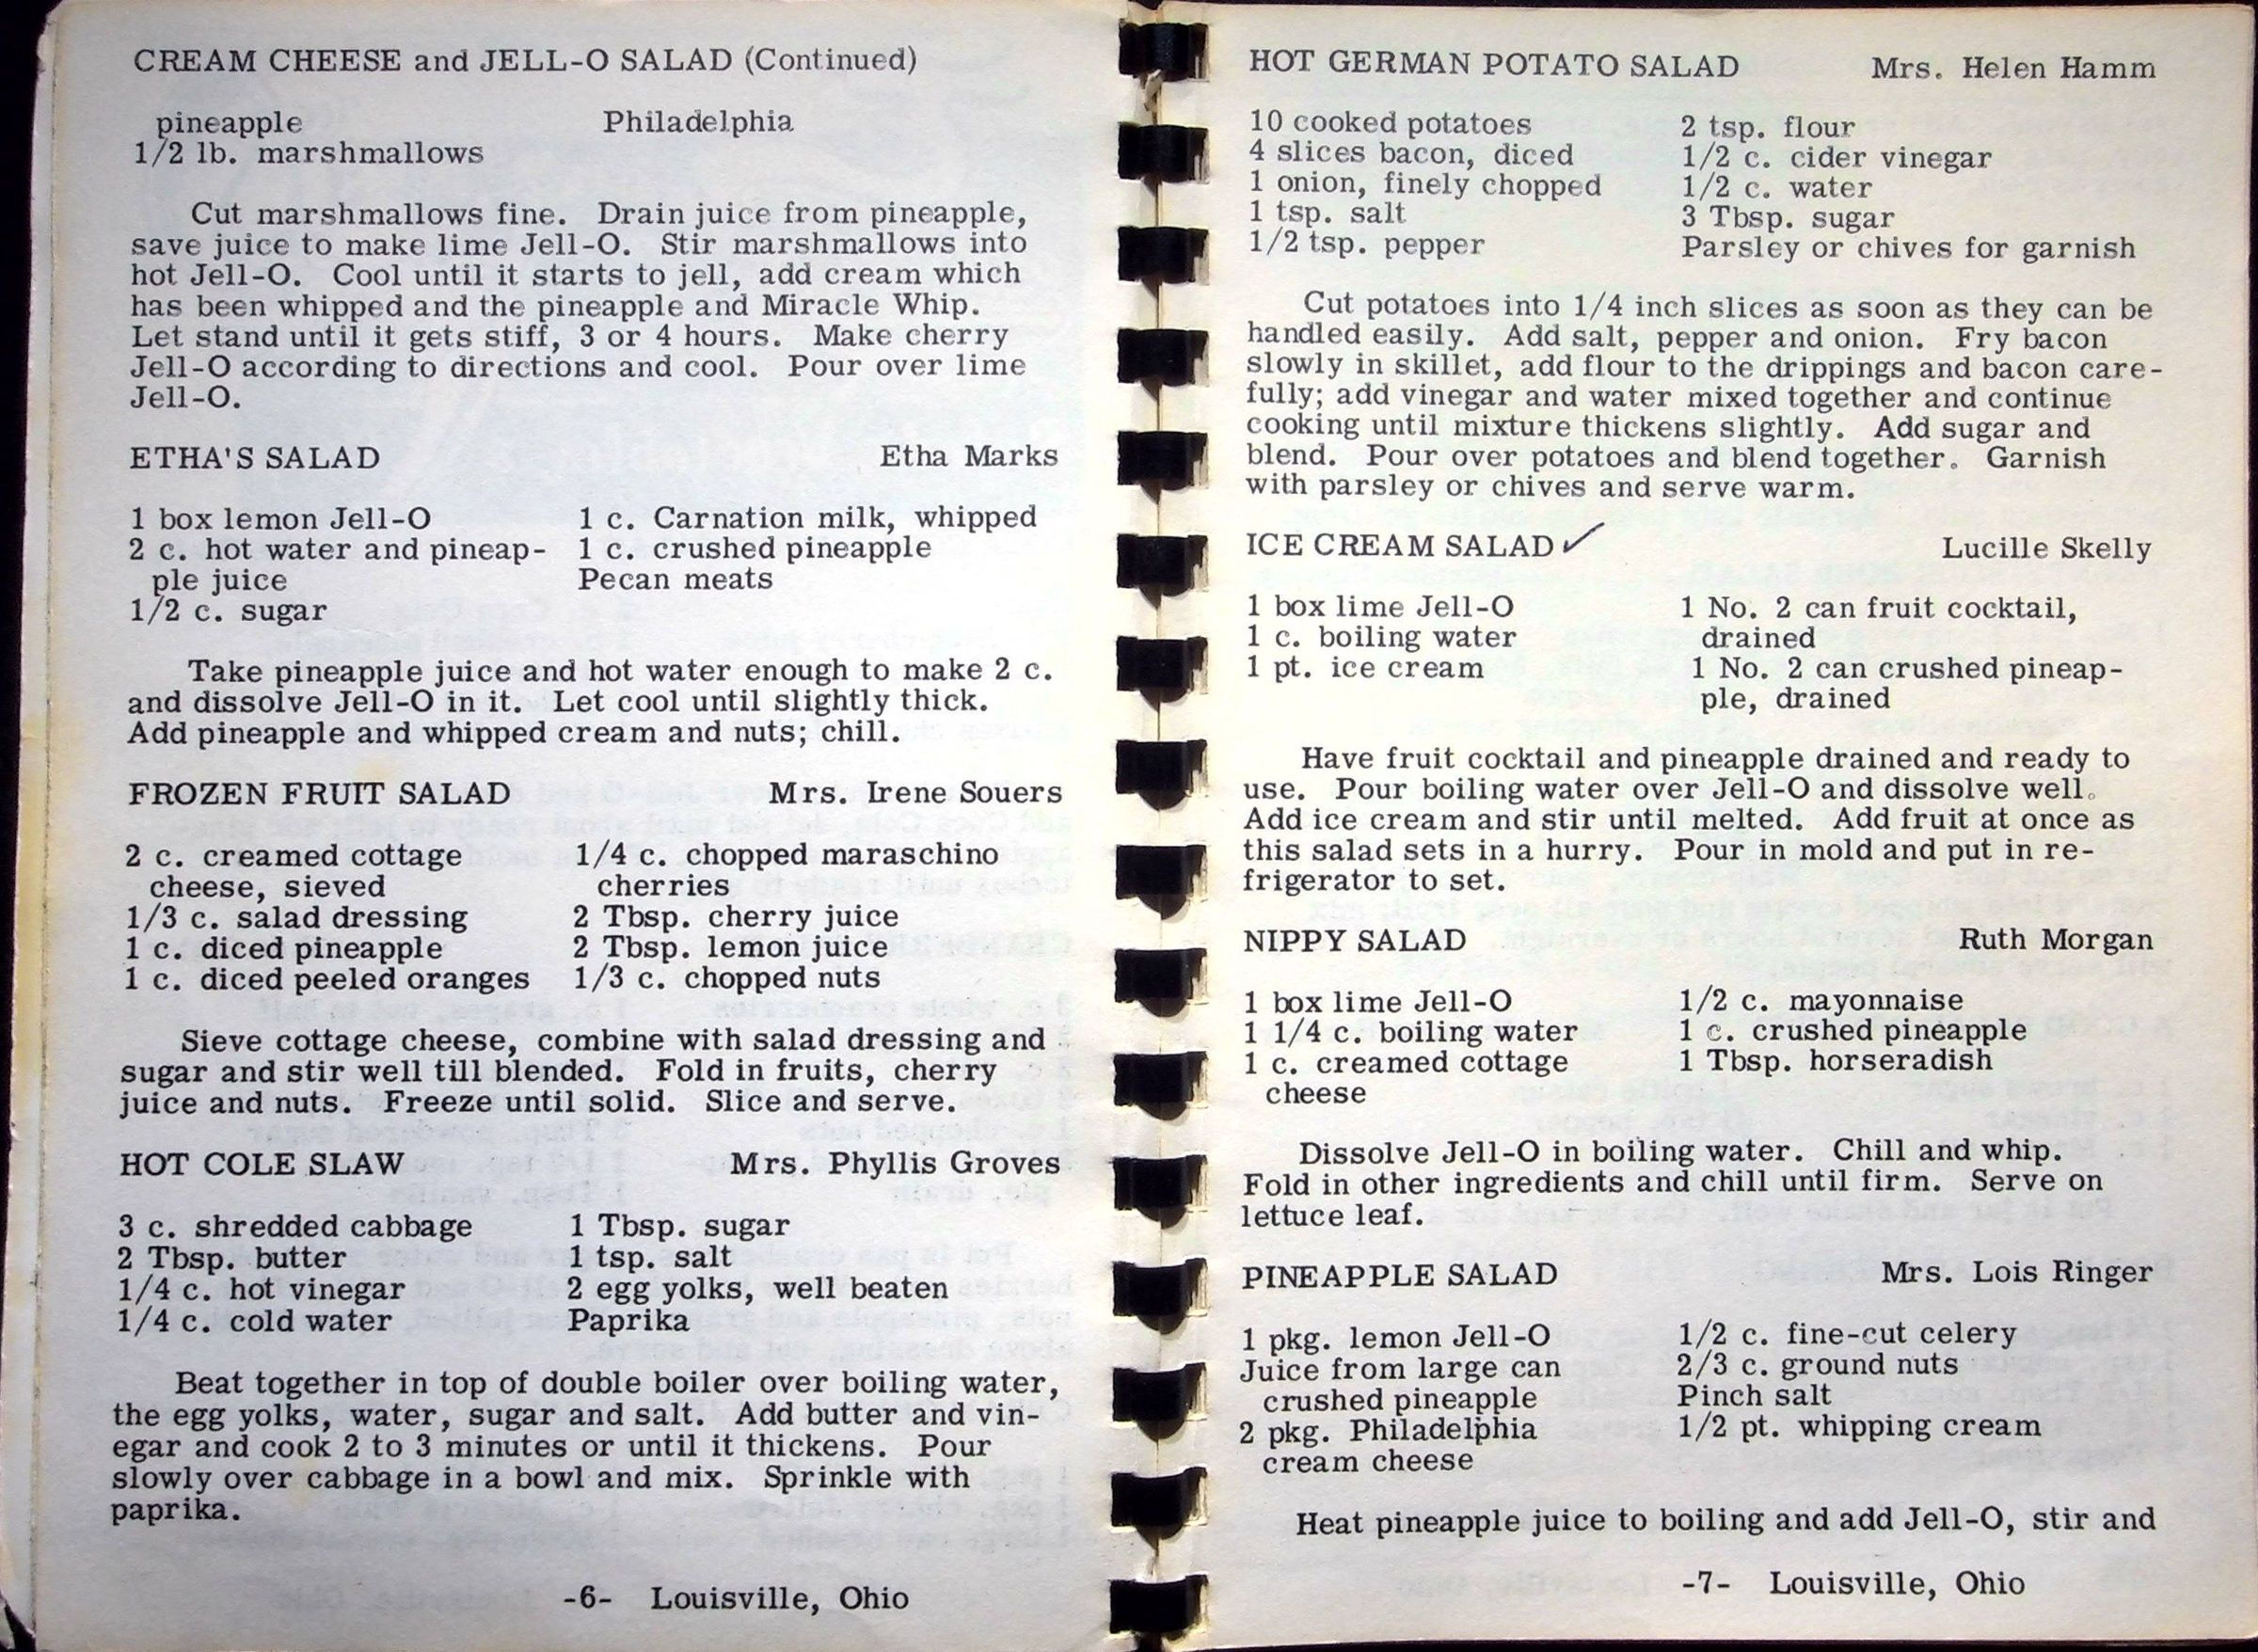 CREAM CHEESE and JELL-O SALAD (Continued)
pineapple Philadelphia
1/2 lb. marshmallows
Cut marshmallows fine. Drain juice from pineapple,
save juice to make lime Jell-O. Stir marshmallows into
hot Jell-O. Cool until it starts to jell, add cream which
has been whipped and the pineapple and Miracle Whip.
Let stand until it gets stiff, 3 or 4 hours. Make cherry
Jell-O according to directions and cool. Pour over lime
Jell-O.
ETHA'S SALAD Etha Marks
1 box lemon Jell-O 1 c. Carnation milk, whipped
2 c. hot water and pineap- 1 c. crushed pineapple
ple juice Pecan meats
1/2 c. sugar
Take pineapple juice and hot water enough to make 2 c.
and dissolve Jell-O in it. Let cool until slightly thick.
Add pineapple and whipped cream and nuts; chill.
FROZEN FRUIT SALAD Mrs. Irene Souers
2 c. creamed cottage 1/4 c. chopped maraschino
cheese, sieved cherries
1/3 c. salad dressing 2 Tbsp. cherry juice
1 c. diced pineapple 2 Tbsp. lemon juice
1 c. diced peeled oranges 1/3 c. chopped nuts
Sieve cottage cheese, combine with salad dressing and
sugar and stir well till blended. Fold in fruits, cherry
juice and nuts. Freeze until solid. Slice and serve.
HOT COLE SLAW Mrs. Phyllis Groves
3 c. shredded cabbage 1 Tbsp. sugar
2 Tbsp. butter 1 tsp. salt
1/4 c. hot vinegar 2 egg yolks, well beaten
1/4 c. cold water Paprika
Beat together in top of double boiler over boiling water,
the egg yolks, water, sugar and salt. Add butter and vin-
egar and cook 2 to 3 minutes or until it thickens. Pour
slowly over cabbage in a bowl and mix. Sprinkle with
paprika.
-6- Louisville, Ohio
HOT GERMAN POTATO SALAD Mrs. Helen Hamm
10 cooked potatoes 2 tsp. flour
4 slices bacon, diced 1/2 c. cider vinegar
1 onion, finely chopped 1/2 c. water
1 tsp. salt 3 Tbsp. sugar
1/2 tsp. pepper Parsley or chives for garnish
Cut potatoes into 1/4 inch slices as soon as they can be
handled easily. Add salt, pepper and onion. Fry bacon
slowly in skillet, add flour to the drippings and bacon care-
fully; add vinegar and water mixed together and continue
cooking until mixture thickens slightly. Add sugar and
blend. Pour over potatoes and blend together. Garnish
with parsley or chives and serve warm.
ICE CREAM SALAD ✓ Lucille Skelly
1 box lime Jell-O 1 No. 2 can fruit cocktail,
1 c. boiling water drained
1 pt. ice cream 1 No. 2 can crushed pineap-
ple, drained
Have fruit cocktail and pineapple drained and ready to
use. Pour boiling water over Jell-O and dissolve well.
Add ice cream and stir until melted. Add fruit at once as
this salad sets in a hurry. Pour in mold and put in re-
frigerator to set.
NIPPY SALAD Ruth Morgan
1 box lime Jell-O 1/2 c. mayonnaise
1 1/4 c. boiling water 1 c. crushed pineapple
1 c. creamed cottage 1 Tbsp. horseradish
cheese
Dissolve Jell-O in boiling water. Chill and whip.
Fold in other ingredients and chill until firm. Serve on
lettuce leaf.
PINEAPPLE SALAD Mrs. Lois Ringer
1 pkg. lemon Jell-O 1/2 c. fine-cut celery
Juice from large can 2/3 c. ground nuts
crushed pineapple Pinch salt
2 pkg. Philadelphia 1/2 pt. whipping cream
cream cheese
Heat pineapple juice to boiling and add Jell-O, stir and
-7- Louisville, Ohio